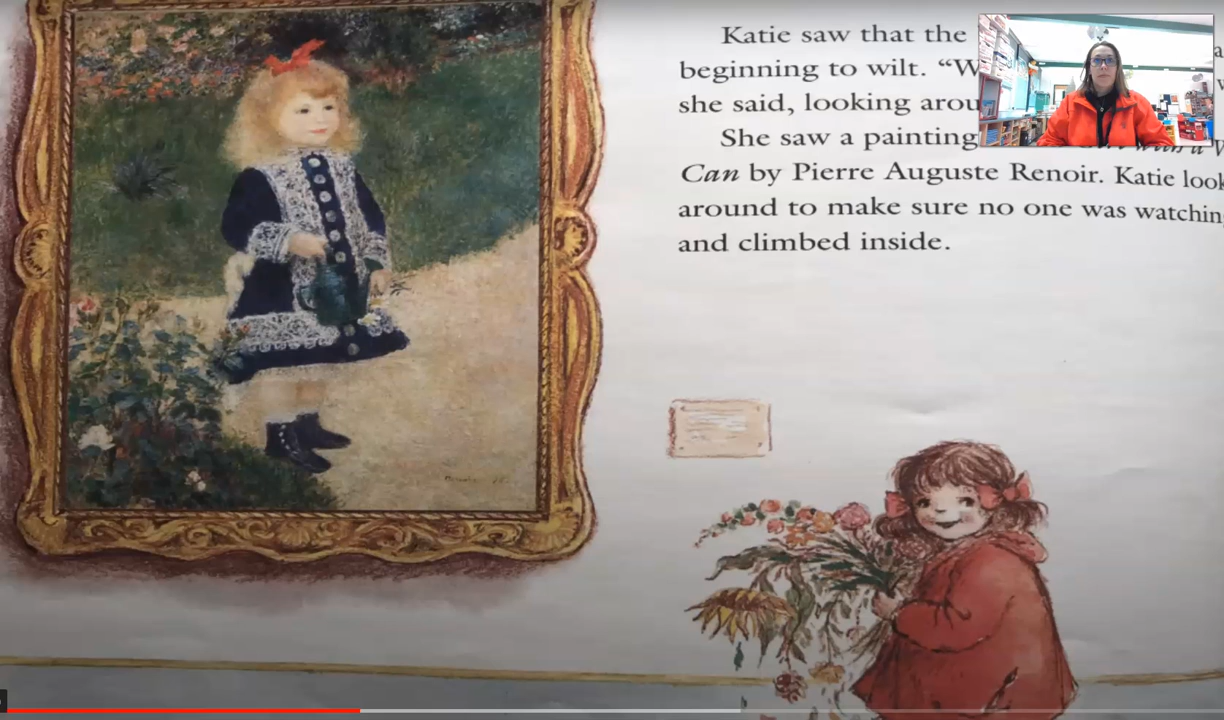 Katie saw that the
beginning to wilt. “W
she said, looking arou
She saw a painting
Can by Pierre Auguste Renoir. Katie look
around to make sure no one was watchin
and climbed inside.